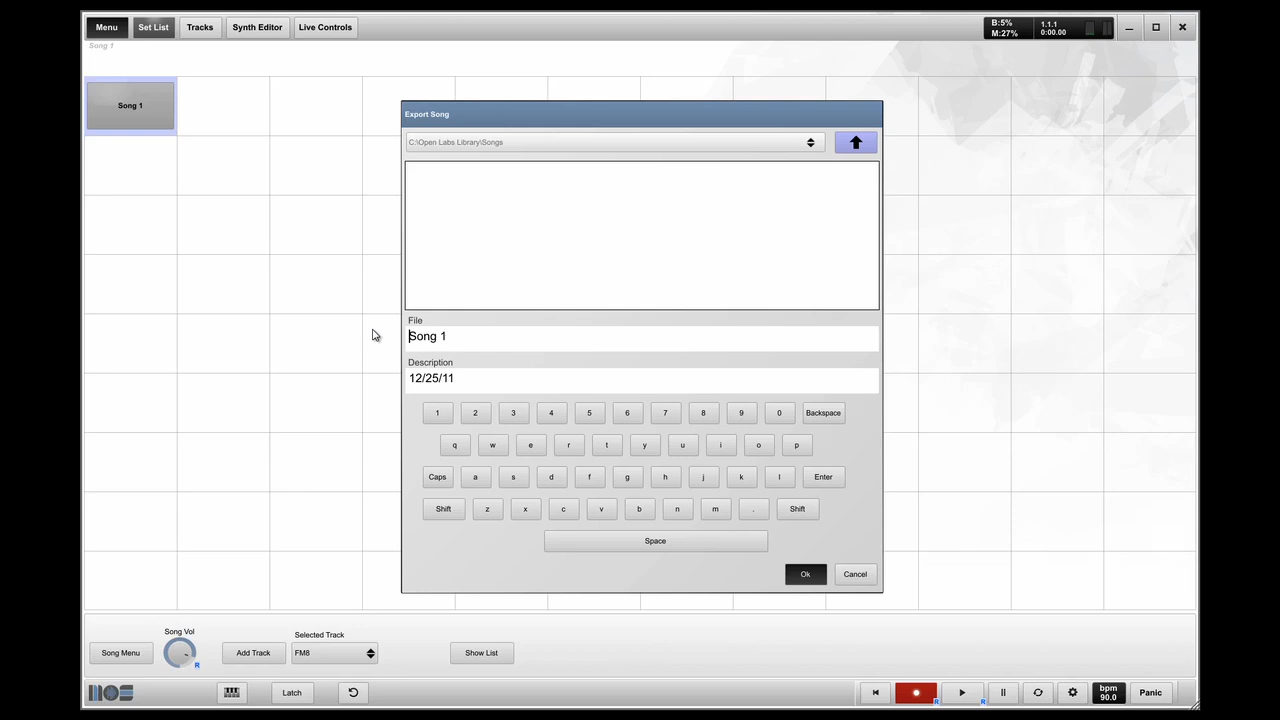 Menu Set List Tracks Synth Editor Live Controls B:5% M:27% 1.1.1 0:00.00
Song 1
Song 1
Export Song
C:\Open Labs Library\Songs
File
Song 1
Description
12/25/11
1 2 3 4 5 6 7 8 9 0 Backspace
q w e r t y u i o p
Caps a s d f g h j k l Enter
Shift z x c v b n m . Shift
Space
Ok Cancel
Song Vol Selected Track
Song Menu R Add Track FM8 Show List
mos Latch R R bpm 90.0 Panic